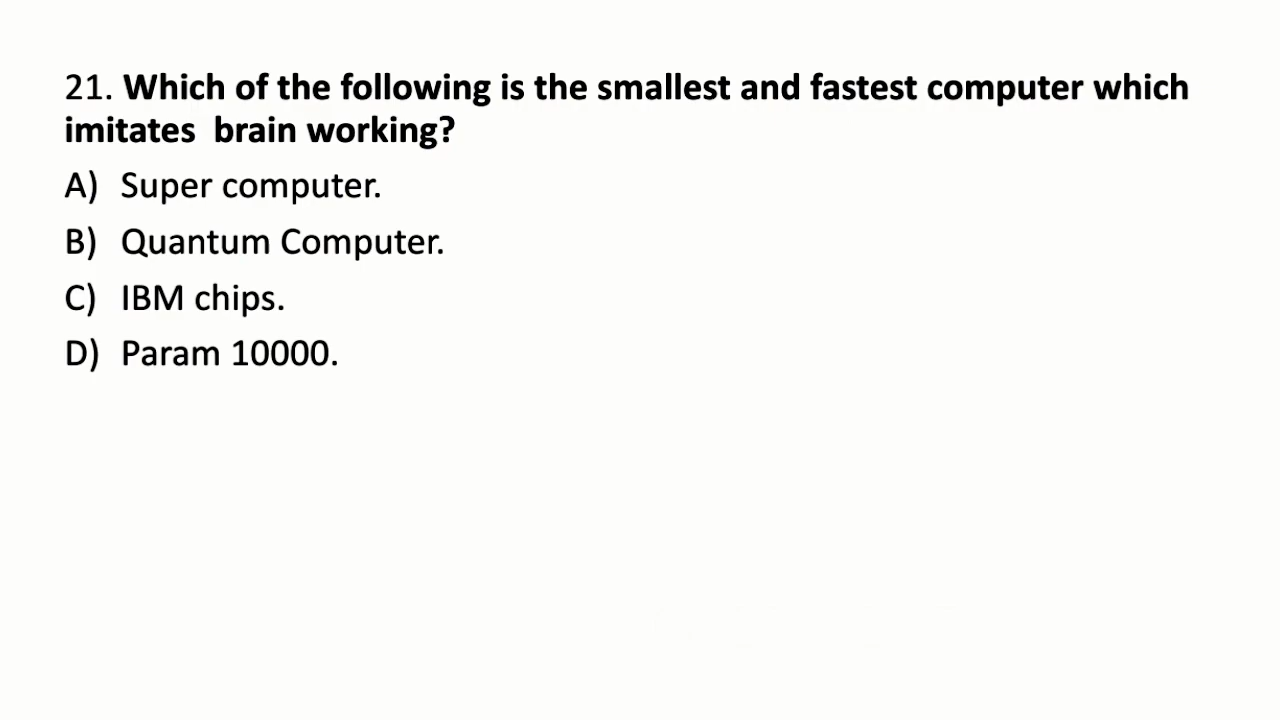 21. Which of the following is the smallest and fastest computer which
imitates  brain working?
A) Super computer.
B) Quantum Computer.
C) IBM chips.
D) Param 10000.